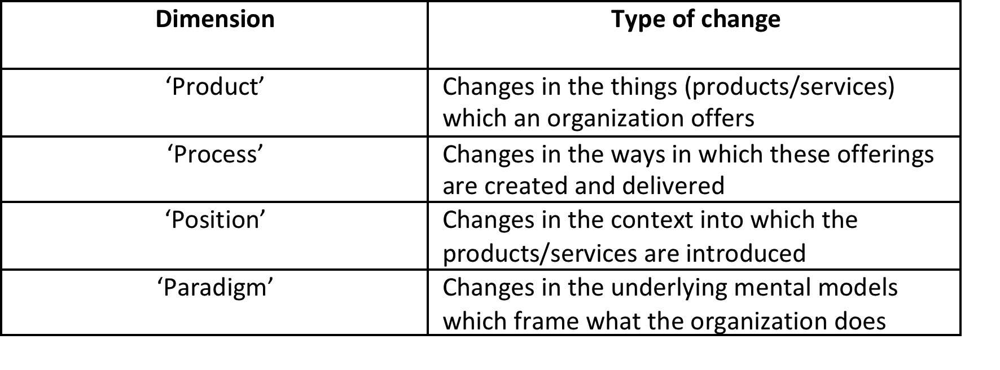 Dimension
Type of change
‘Product’
Changes in the things (products/services)
which an organization offers
‘Process’
Changes in the ways in which these offerings
are created and delivered
‘Position’
Changes in the context into which the
products/services are introduced
‘Paradigm’
Changes in the underlying mental models
which frame what the organization does